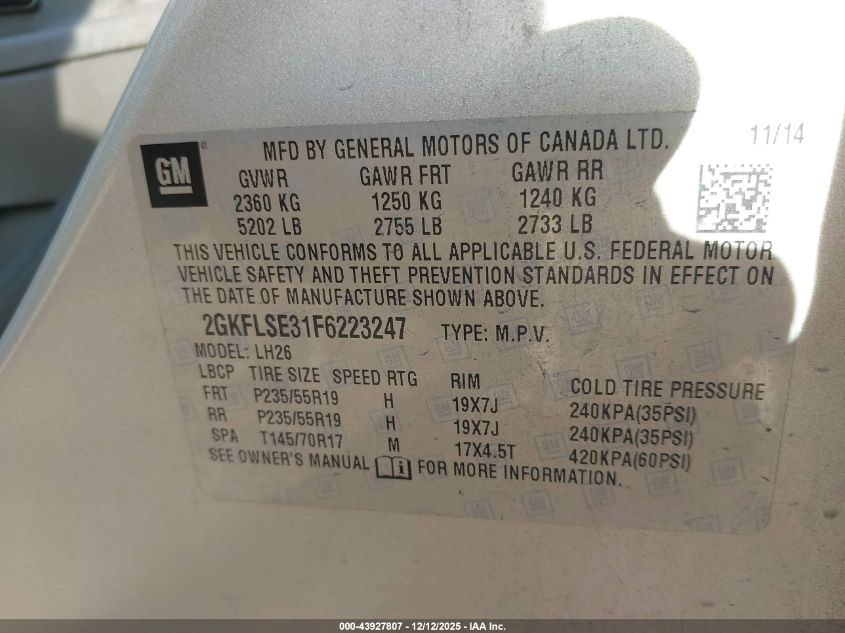 11/14
GM® MFD BY GENERAL MOTORS OF CANADA LTD.
GVWR GAWR FRT GAWR RR
2360 KG 1250 KG 1240 KG
5202 LB 2755 LB 2733 LB
THIS VEHICLE CONFORMS TO ALL APPLICABLE U.S. FEDERAL MOTOR
VEHICLE SAFETY AND THEFT PREVENTION STANDARDS IN EFFECT ON
THE DATE OF MANUFACTURE SHOWN ABOVE.
2GKFLSE31F6223247 TYPE: M.P.V.
MODEL: LH26
LBCP TIRE SIZE SPEED RTG RIM COLD TIRE PRESSURE
FRT P235/55R19 H 19X7J 240KPA(35PSI)
RR P235/55R19 H 19X7J 240KPA(35PSI)
SPA T145/70R17 M 17X4.5T 420KPA(60PSI)
SEE OWNER'S MANUAL FOR MORE INFORMATION.
000-43927807 - 12/12/2025 - IAA Inc.